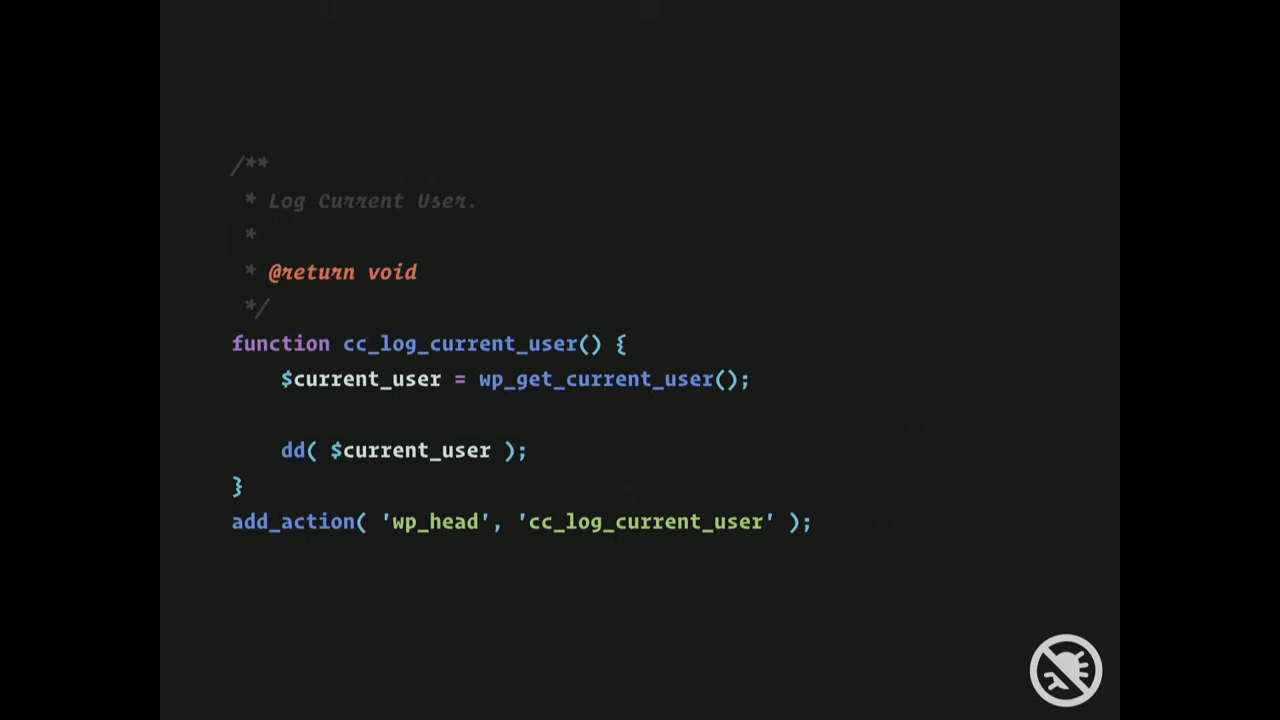 /**
 * Log Current User.
 *
 * @return void
 */
function cc_log_current_user() {
    $current_user = wp_get_current_user();

    dd( $current_user );
}
add_action( 'wp_head', 'cc_log_current_user' );